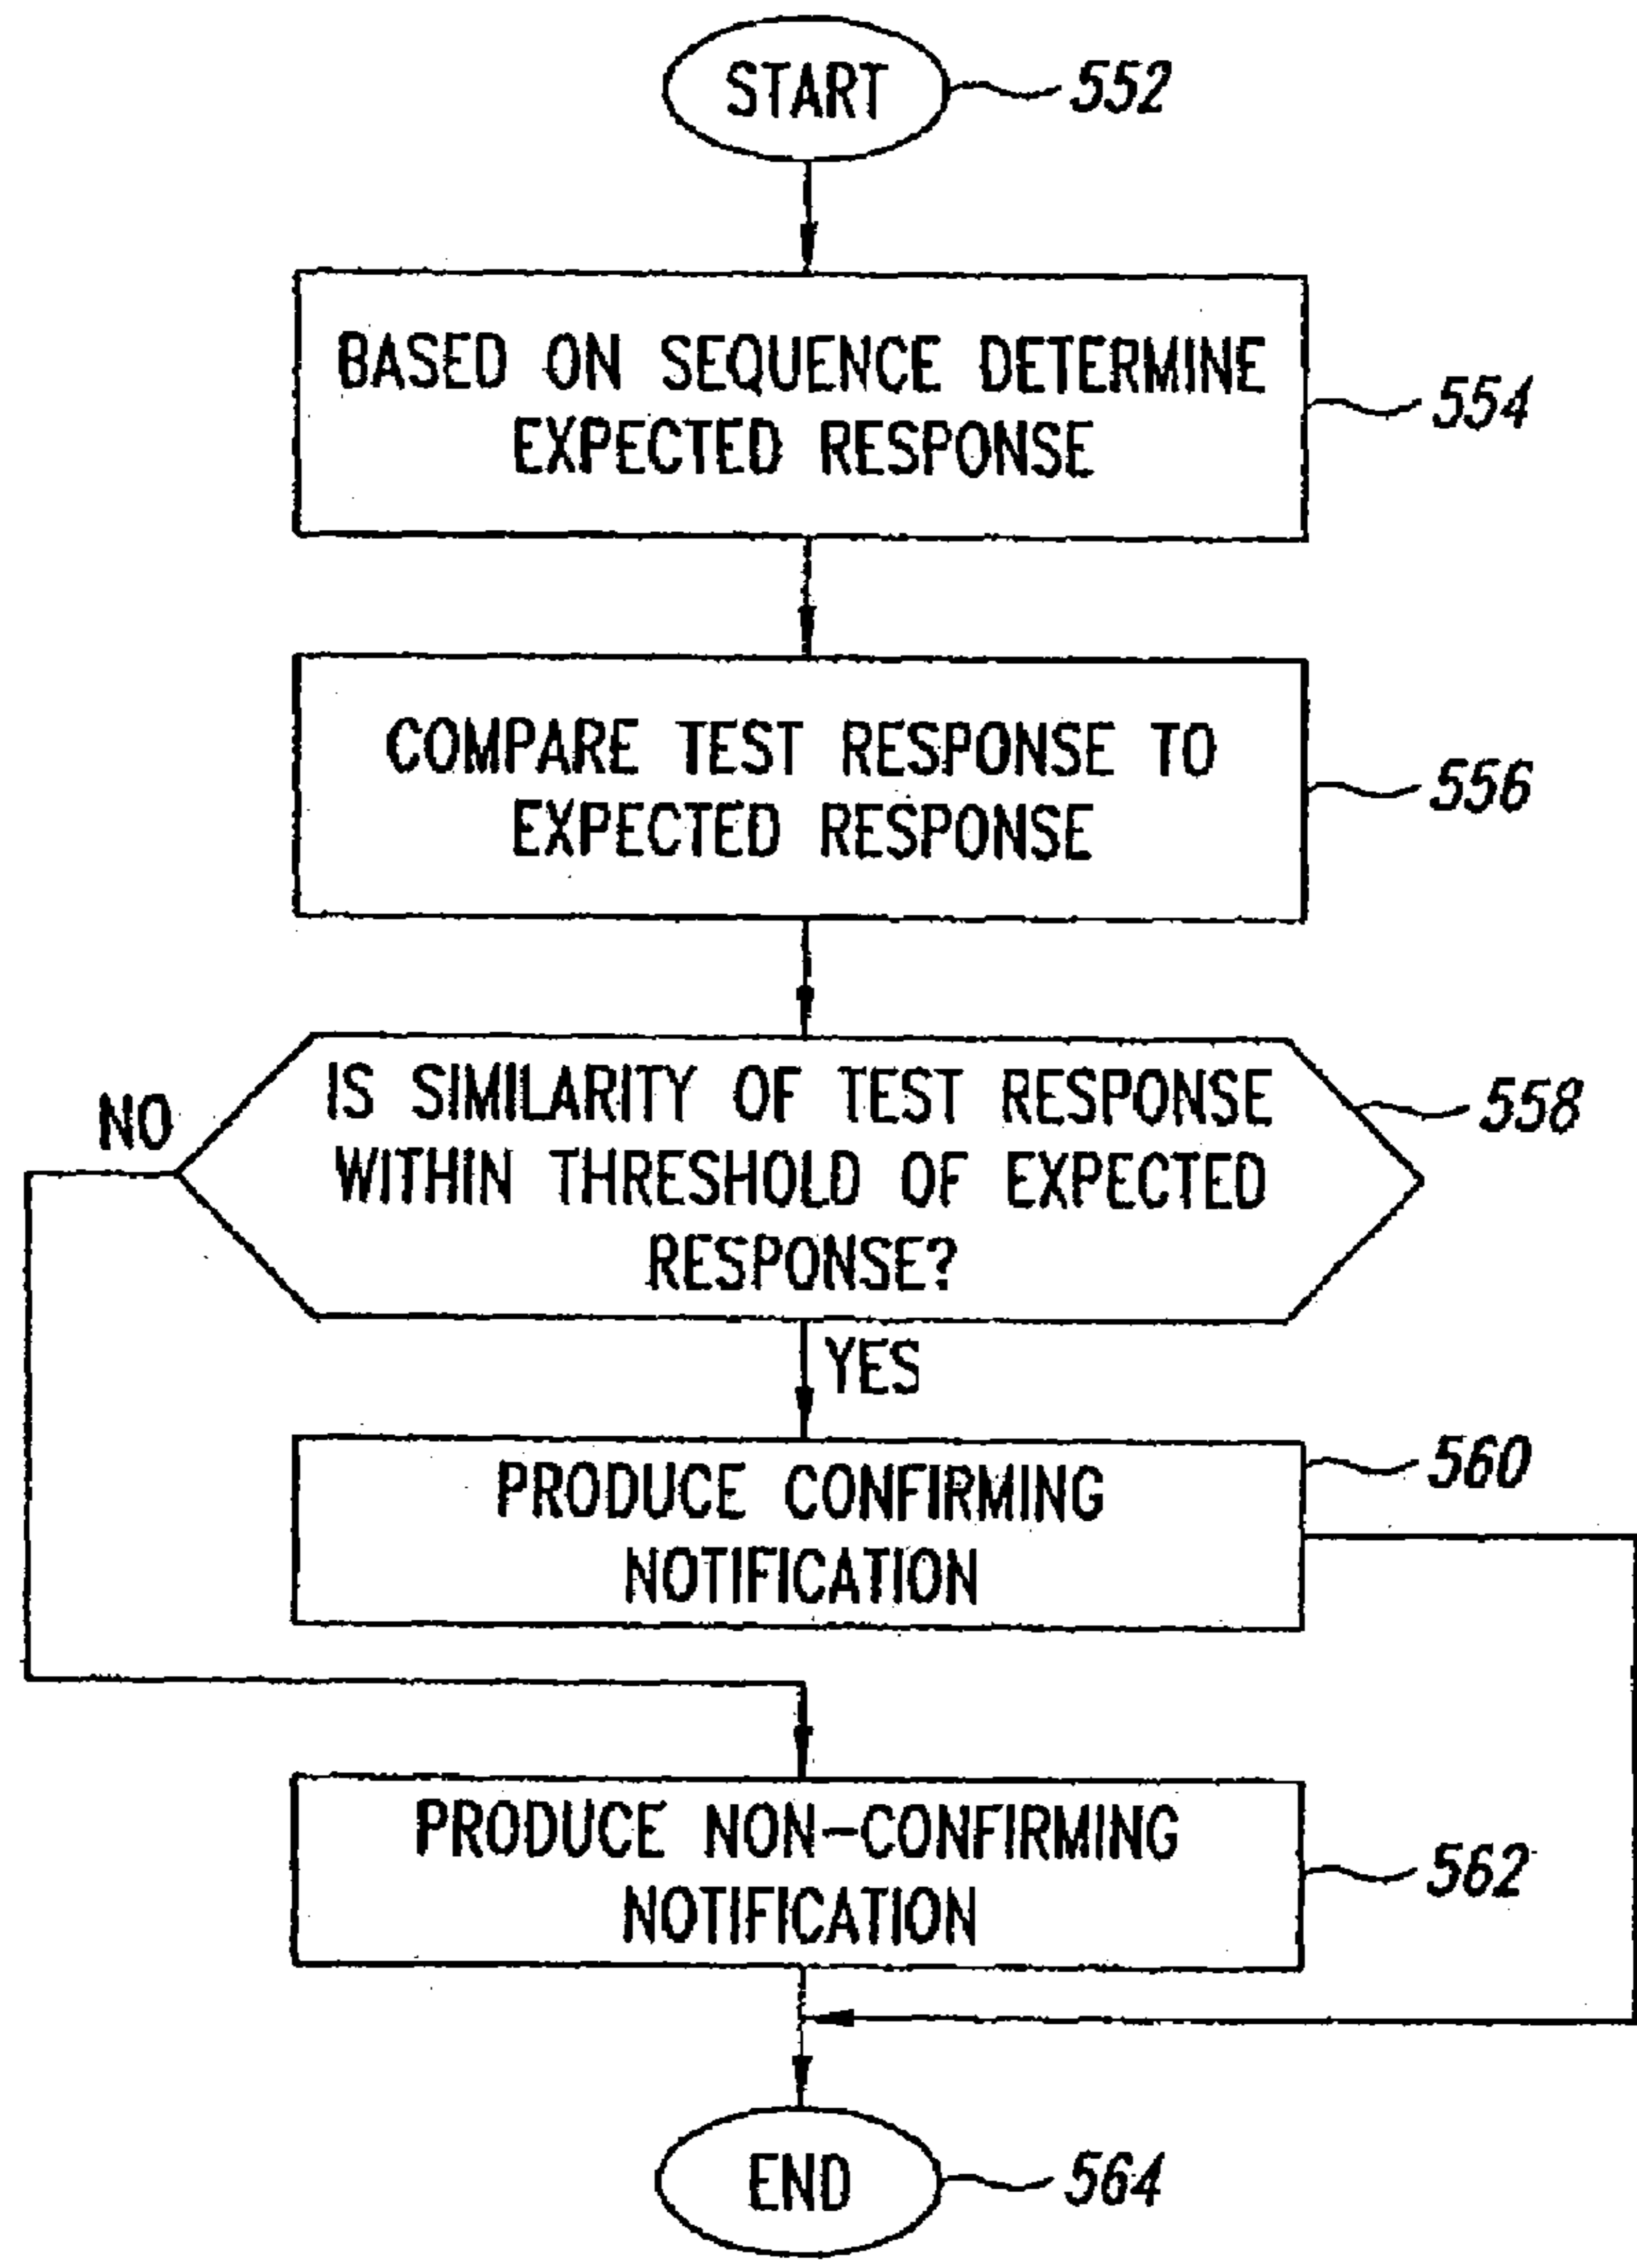 START
552
BASED ON SEQUENCE DETERMINE
EXPECTED RESPONSE
554
COMPARE TEST RESPONSE TO
EXPECTED RESPONSE
556
NO
IS SIMILARITY OF TEST RESPONSE
WITHIN THRESHOLD OF EXPECTED
RESPONSE?
558
YES
PRODUCE CONFIRMING
NOTIFICATION
560
PRODUCE NON-CONFIRMING
NOTIFICATION
562
END
564